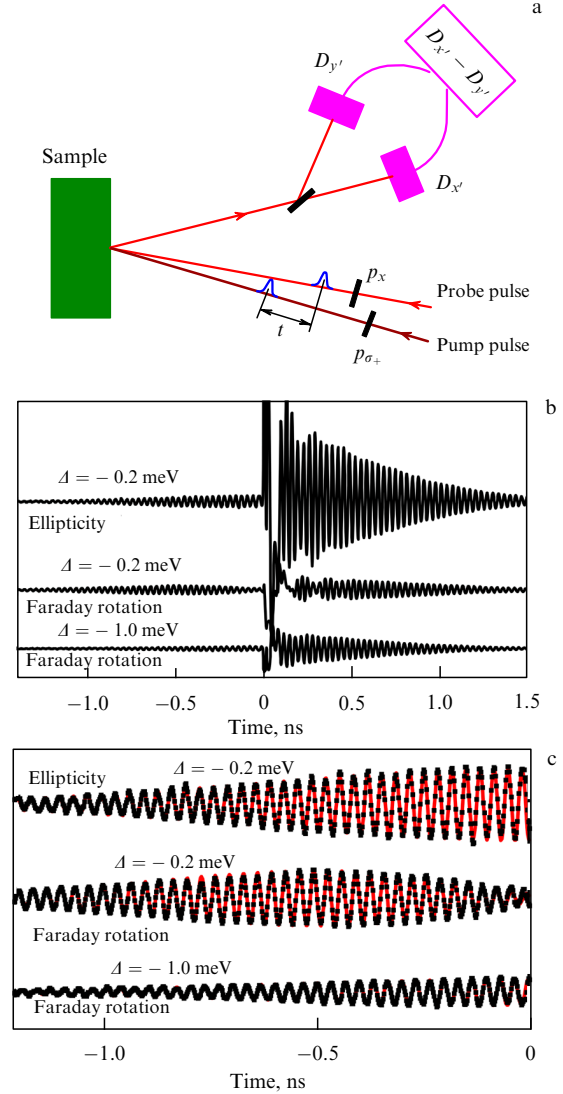 a
D_{x'} − D_{y'}
D_{y'}
Sample
D_{x'}
p_x
Probe pulse
t
Pump pulse
p_{σ+}
b
Δ = − 0.2 meV
Ellipticity
Δ = − 0.2 meV
Faraday rotation
Δ = − 1.0 meV
Faraday rotation
−1.0 −0.5 0 0.5 1.0 1.5
Time, ns
c
Ellipticity Δ = − 0.2 meV
Δ = − 0.2 meV
Faraday rotation
Δ = − 1.0 meV
Faraday rotation
−1.0 −0.5 0
Time, ns